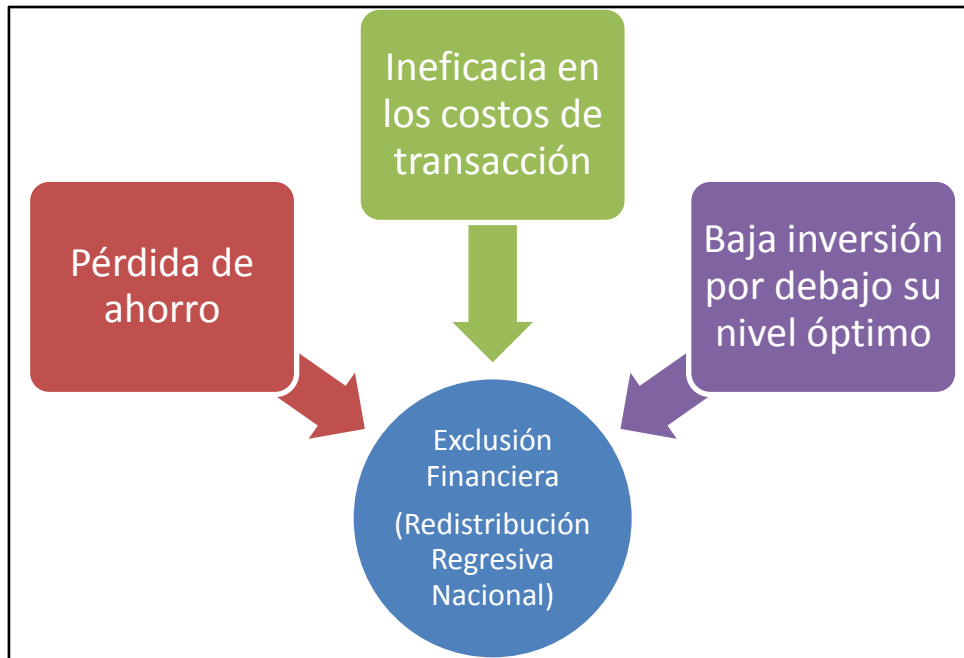 Ineficacia en
los costos de
transacción
Pérdida de
ahorro
Baja inversión
por debajo su
nivel óptimo
Exclusión
Financiera
(Redistribución
Regresiva
Nacional)